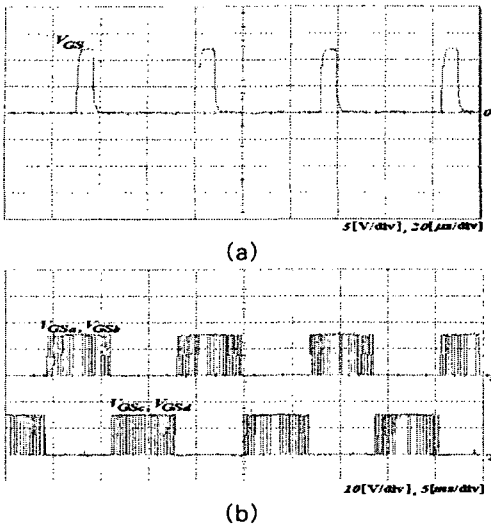 V_GS
0
5[V/div], 20[μs/div]
(a)
V_GSa, V_GSb
V_GSc, V_GSd
10[V/div], 5[ms/div]
(b)